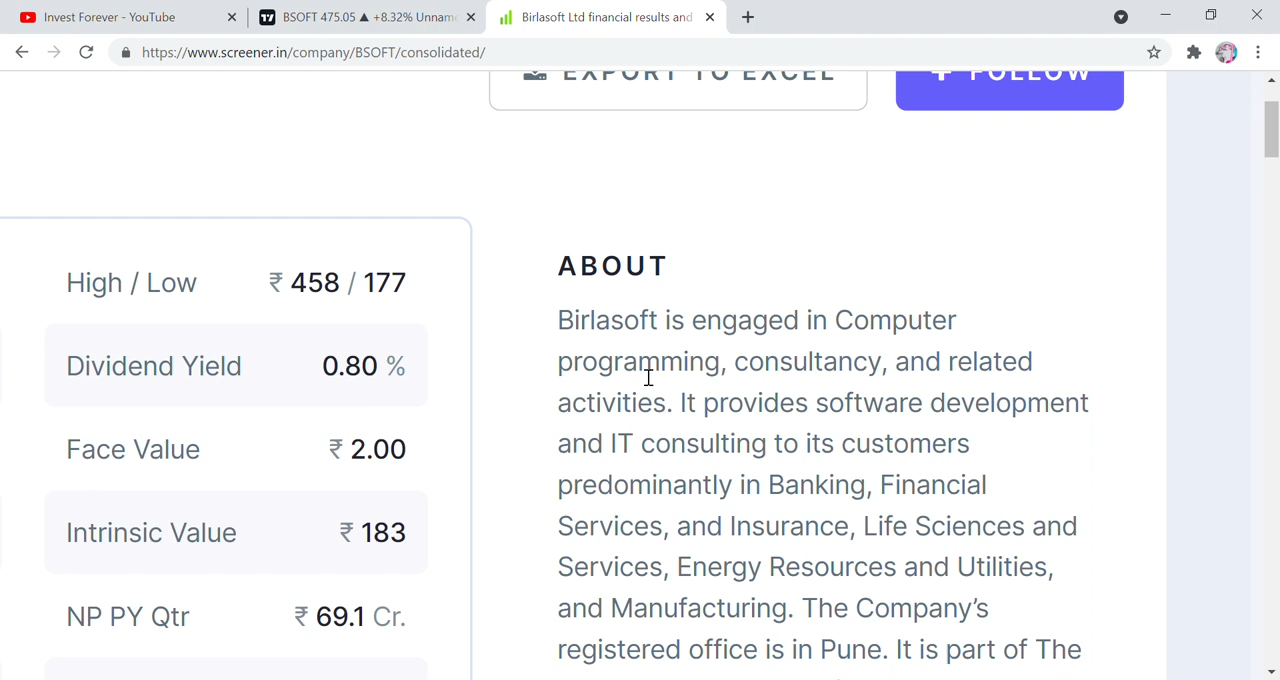 Invest Forever - YouTube
BSOFT 475.05 ▲ +8.32% Unnam
Birlasoft Ltd financial results and
https://www.screener.in/company/BSOFT/consolidated/
EXPORT TO EXCEL
+ FOLLOW
High / Low ₹ 458 / 177
Dividend Yield 0.80 %
Face Value ₹ 2.00
Intrinsic Value ₹ 183
NP PY Qtr ₹ 69.1 Cr.
ABOUT
Birlasoft is engaged in Computer
programming, consultancy, and related
activities. It provides software development
and IT consulting to its customers
predominantly in Banking, Financial
Services, and Insurance, Life Sciences and
Services, Energy Resources and Utilities,
and Manufacturing. The Company’s
registered office is in Pune. It is part of The